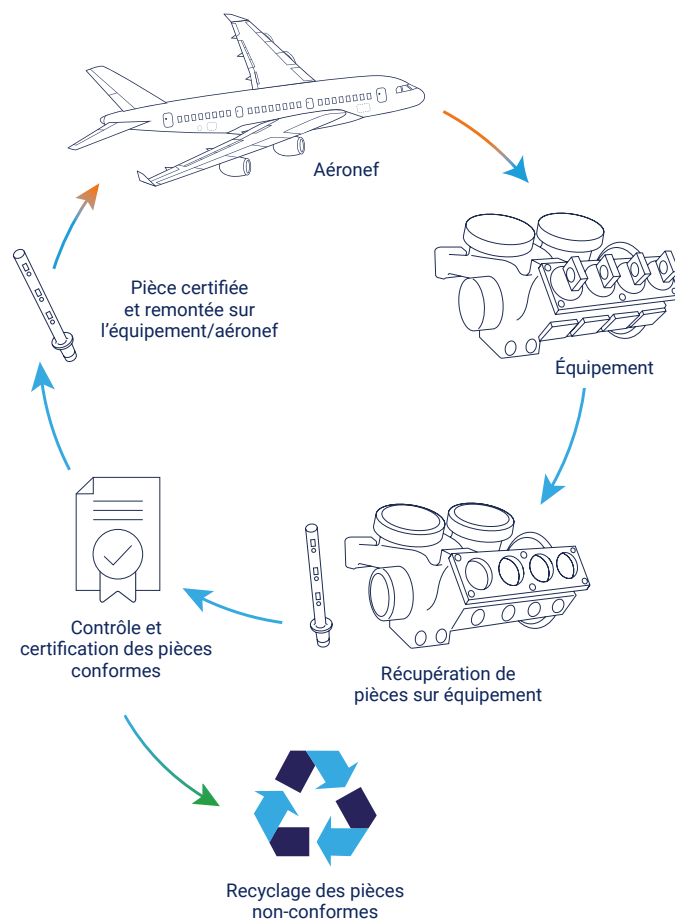 Aéronef
Équipement
Récupération de
pièces sur équipement
Contrôle et
certification des pièces
conformes
Pièce certifiée
et remontée sur
l'équipement/aéronef
Recyclage des pièces
non-conformes